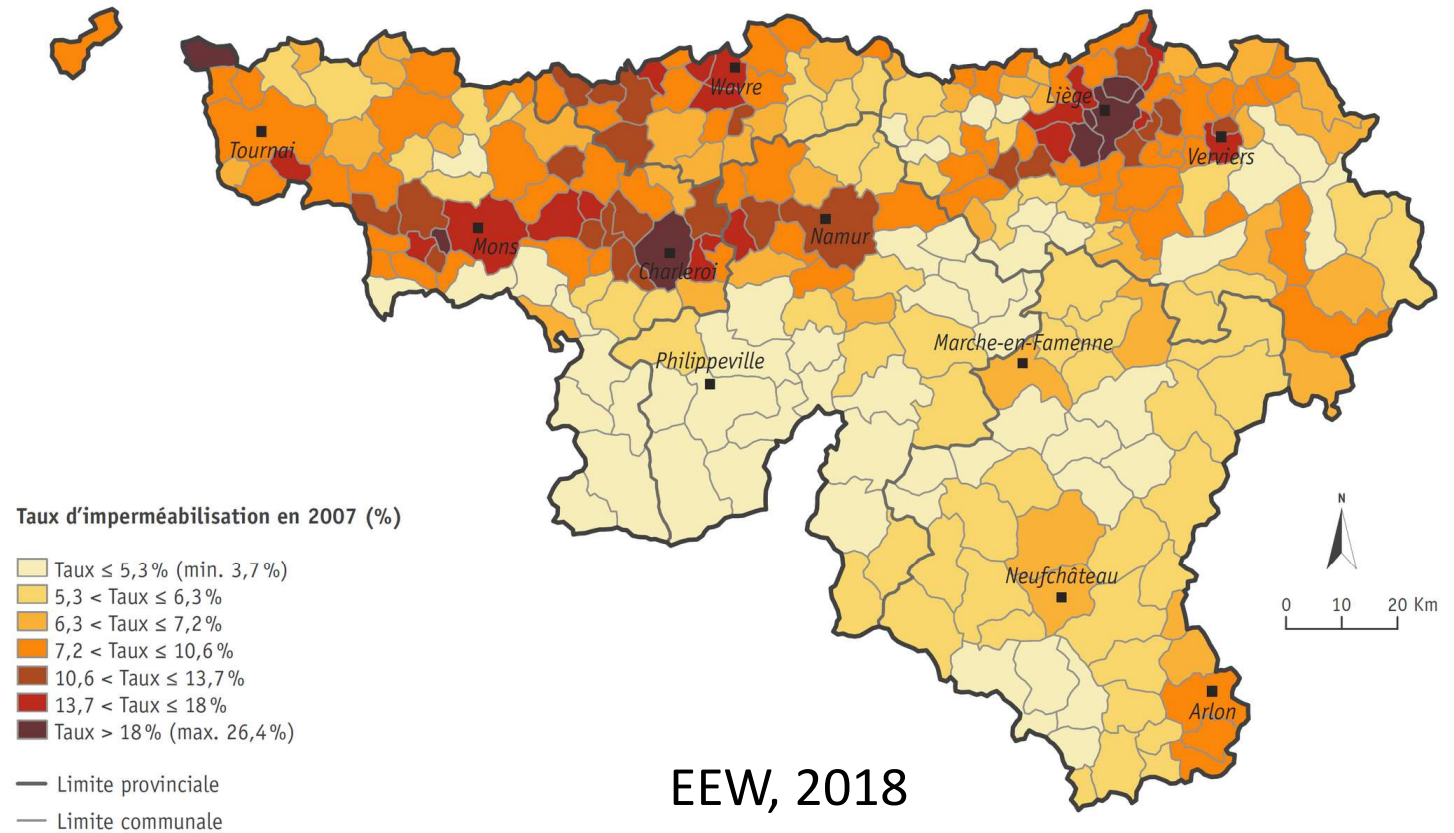 Wavre
Liège
Tournai
Verviers
Mons
Namur
Charleroi
Marche-en-Famenne
Philippeville
Neufchâteau
Arlon
Taux d'imperméabilisation en 2007 (%)
Taux ≤ 5,3 % (min. 3,7 %)
5,3 < Taux ≤ 6,3 %
6,3 < Taux ≤ 7,2 %
7,2 < Taux ≤ 10,6 %
10,6 < Taux ≤ 13,7 %
13,7 < Taux ≤ 18 %
Taux > 18 % (max. 26,4 %)
Limite provinciale
Limite communale
N
0 10 20 Km
EEW, 2018